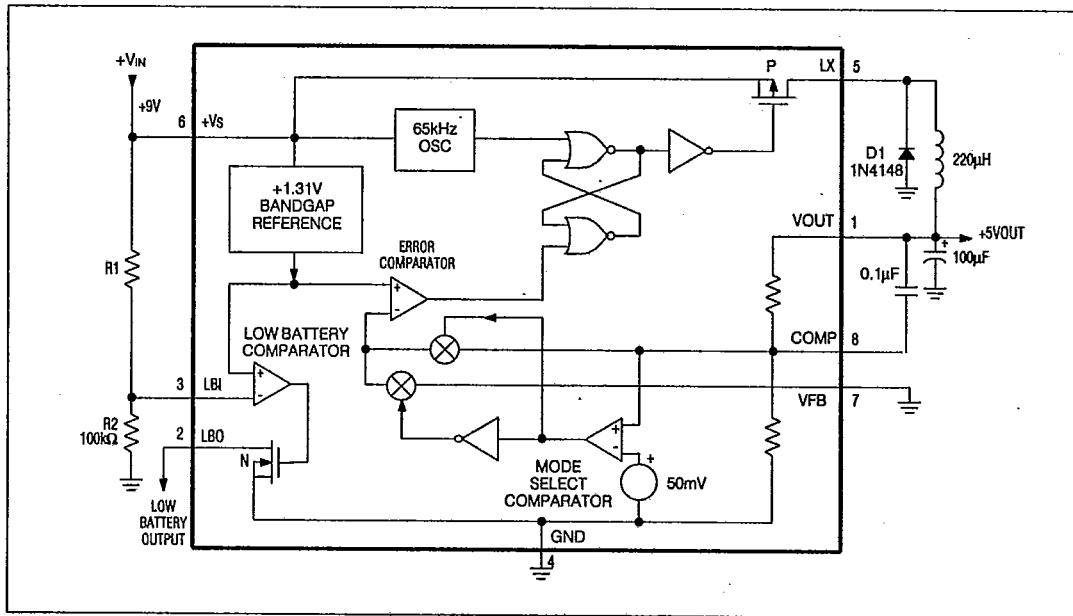 +VIN
+9V
6 +Vs
65kHz
OSC
P
LX 5
D1
1N4148
220μH
+1.31V
BANDGAP
REFERENCE
VOUT 1
+5VOUT
+
100μF
0.1μF
R1
ERROR
COMPARATOR
+
-
LOW BATTERY
COMPARATOR
COMP 8
+
-
3 LBI
VFB 7
R2
100kΩ
2 LBO
N
+
-
+
MODE
SELECT
COMPARATOR
50mV
LOW
BATTERY
OUTPUT
GND
4